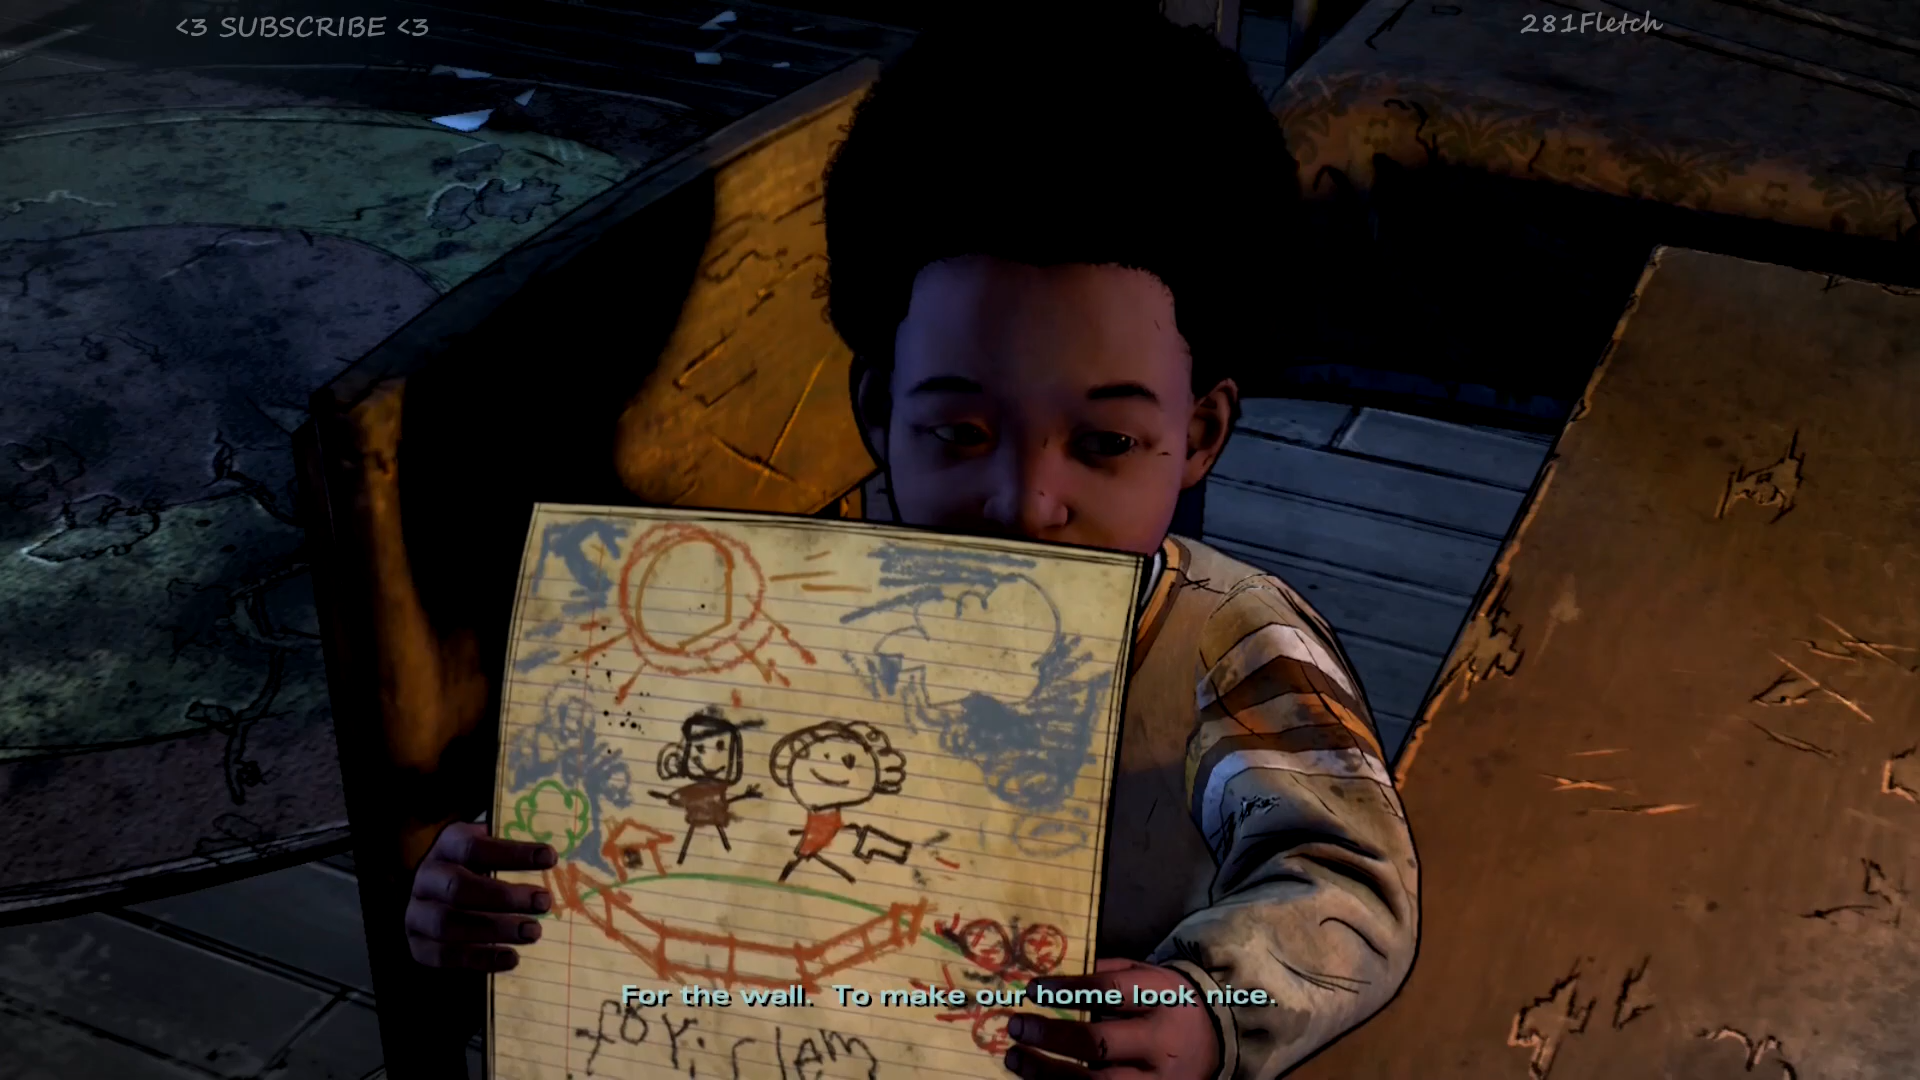 <3 SUBSCRIBE <3
281Fletch
For the wall. To make our home look nice.
for: clem